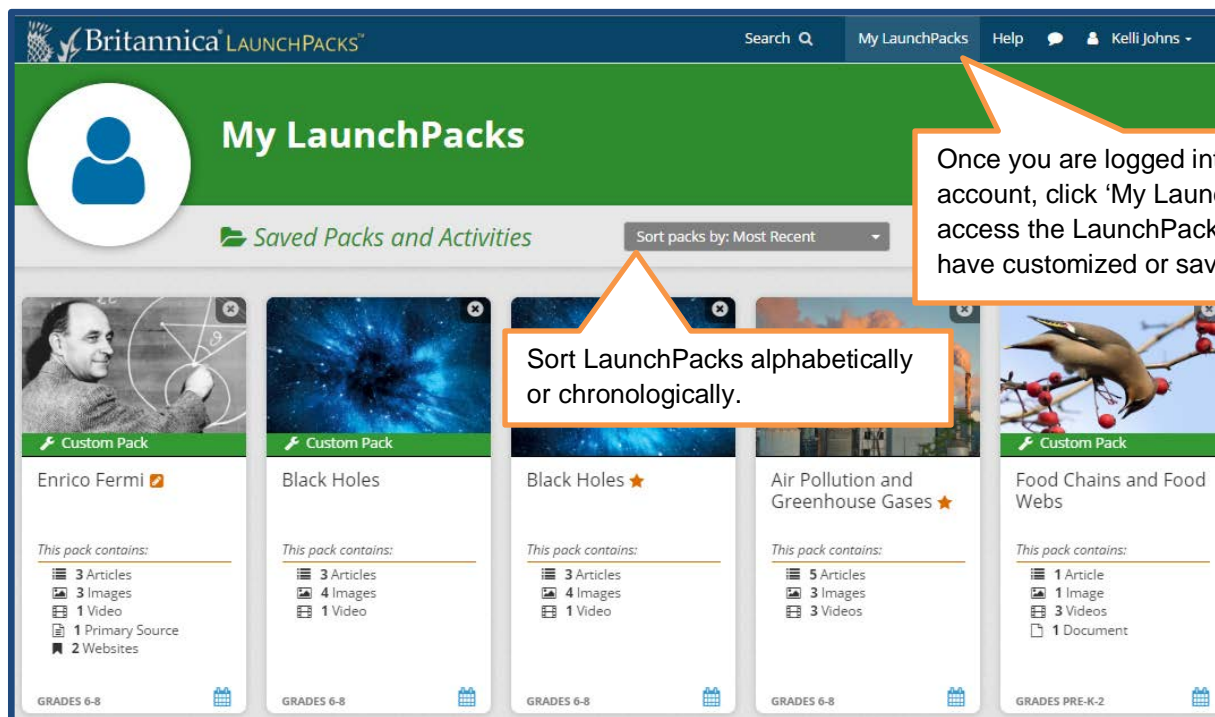 Britannica® LAUNCHPACKS™
Search
My LaunchPacks
Help
Kelli Johns
My LaunchPacks
Once you are logged
account, click ‘My
access the
have customized or
Saved Packs and Activities
Sort packs by: Most Recent
Sort LaunchPacks alphabetically
or chronologically.
Custom Pack
Enrico Fermi
This pack contains:
3 Articles
3 Images
1 Video
1 Primary Source
2 Websites
GRADES 6-8
Custom Pack
Black Holes
This pack contains:
3 Articles
4 Images
1 Video
GRADES 6-8
Black Holes
This pack contains:
3 Articles
4 Images
1 Video
GRADES 6-8
Air Pollution and
Greenhouse Gases
This pack contains:
5 Articles
3 Images
3 Videos
GRADES 6-8
Custom Pack
Food Chains and Food
Webs
This pack contains:
1 Article
1 Image
3 Videos
1 Document
GRADES PRE-K-2